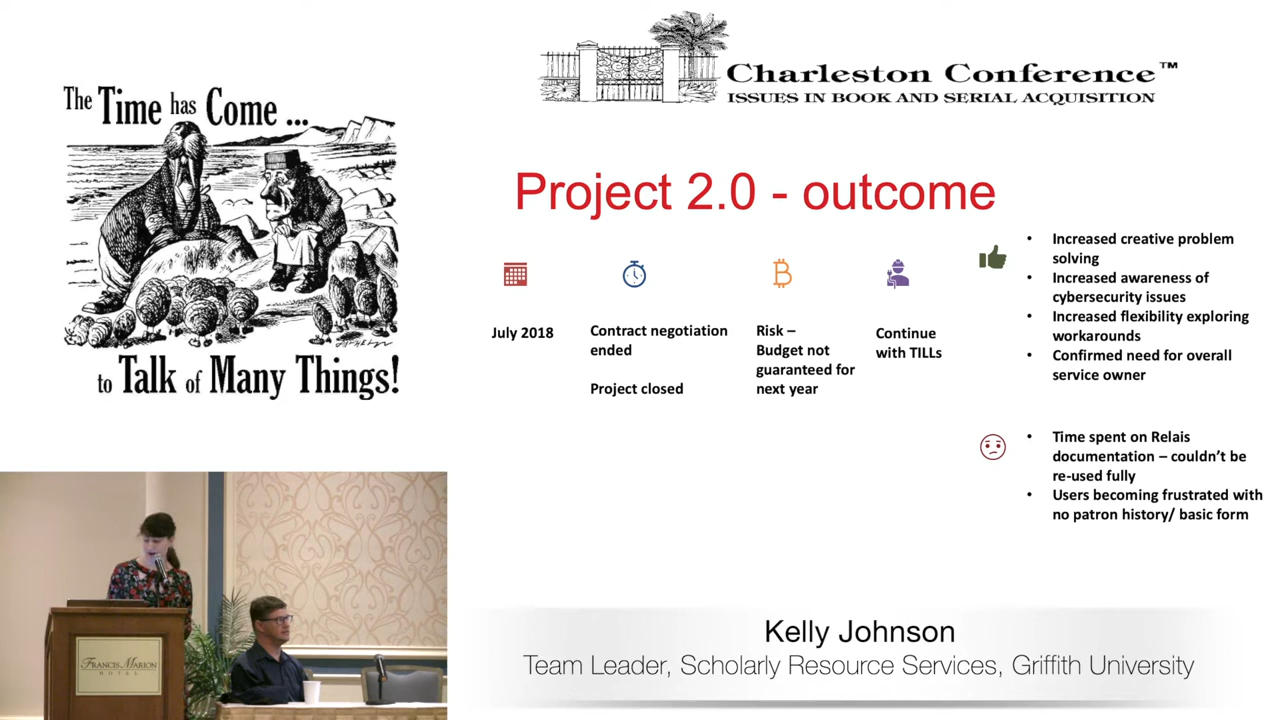 The Time has Come ...
to Talk of Many Things!
Charleston Conference™
ISSUES IN BOOK AND SERIAL ACQUISITION
Project 2.0 - outcome
July 2018
Contract negotiation
ended
Project closed
Risk –
Budget not
guaranteed for
next year
Continue
with TILLs
• Increased creative problem
solving
• Increased awareness of
cybersecurity issues
• Increased flexibility exploring
workarounds
• Confirmed need for overall
service owner
• Time spent on Relais
documentation – couldn't be
re-used fully
• Users becoming frustrated with
no patron history/ basic form
FRANCIS MARION
HOTEL
Kelly Johnson
Team Leader, Scholarly Resource Services, Griffith University